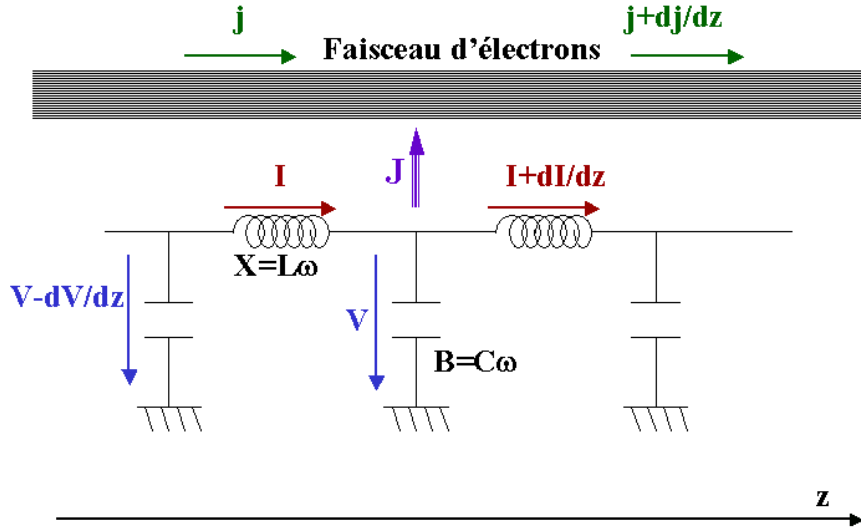 j
Faisceau d'électrons
j+dj/dz
J
I
I+dI/dz
X=Lω
V-dV/dz
V
B=Cω
z